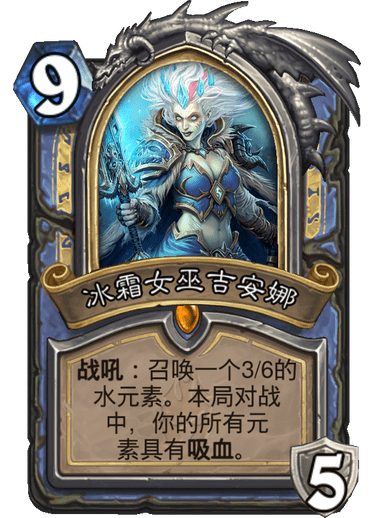 9
冰霜女巫吉安娜
战吼：召唤一个3/6的
水元素。本局对战
中，你的所有元
素具有吸血。
5